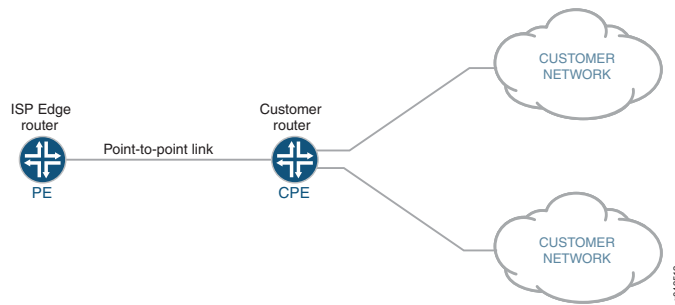 CUSTOMER
NETWORK
ISP Edge
router
Customer
router
Point-to-point link
PE
CPE
CUSTOMER
NETWORK